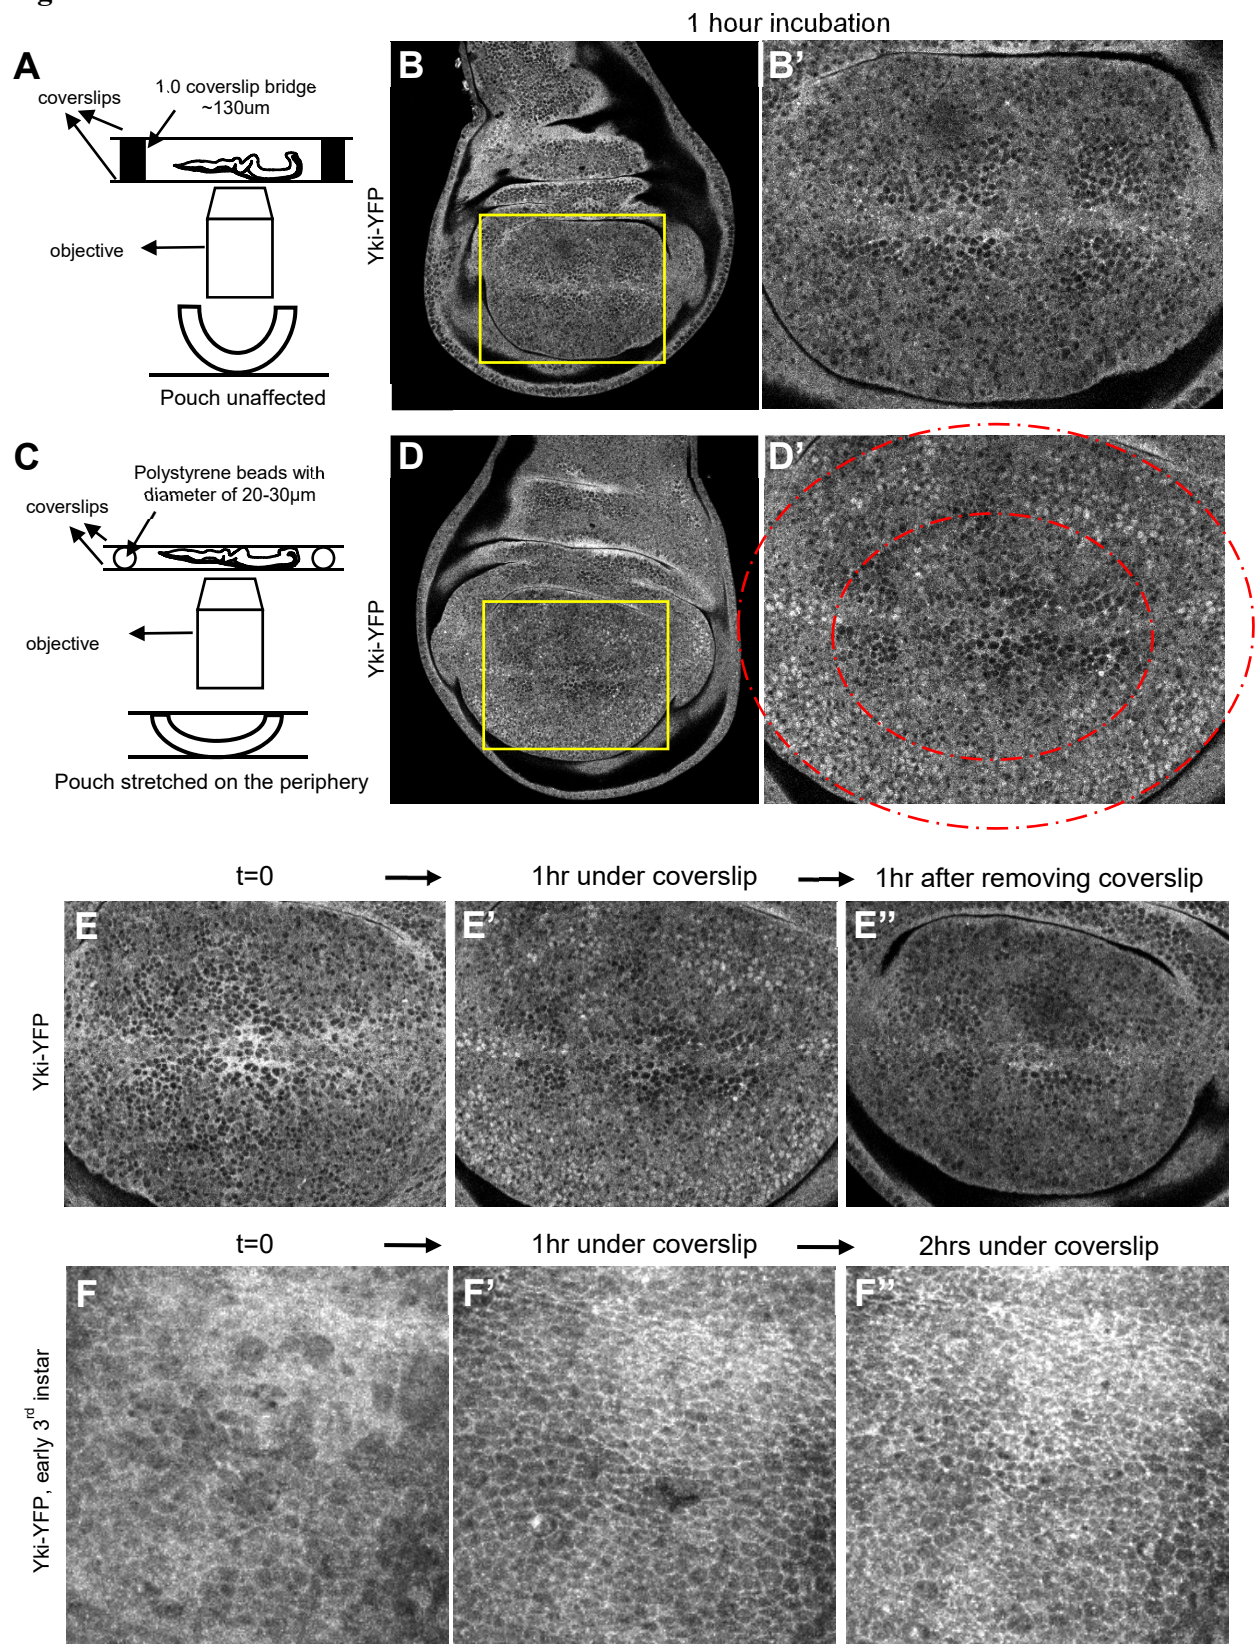 1 hour incubation
A
coverslips
1.0 coverslip bridge
~130um
objective
Pouch unaffected
Yki-YFP
B
B’
C
Polystyrene beads with
diameter of 20-30μm
coverslips
objective
Pouch stretched on the periphery
Yki-YFP
D
D’
t=0
1hr under coverslip
1hr after removing coverslip
Yki-YFP
E
E’
E’’
t=0
1hr under coverslip
2hrs under coverslip
Yki-YFP, early 3rd instar
F
F’
F’’